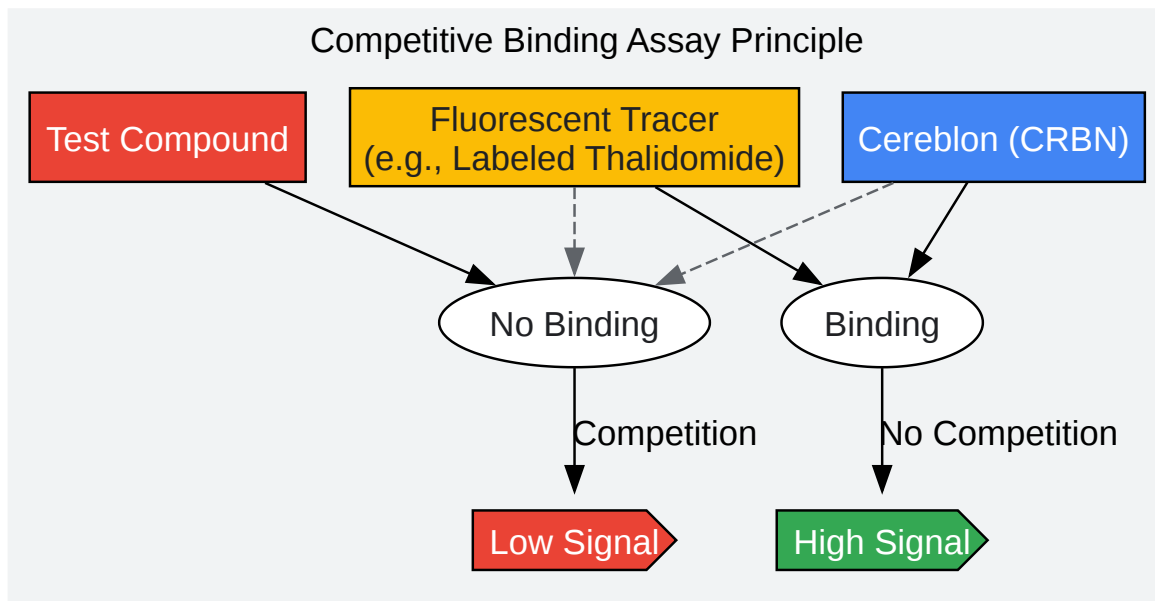 Competitive Binding Assay Principle
Test Compound
Fluorescent Tracer
(e.g., Labeled Thalidomide)
Cereblon (CRBN)
No Binding
Binding
Competition
No Competition
Low Signal
High Signal